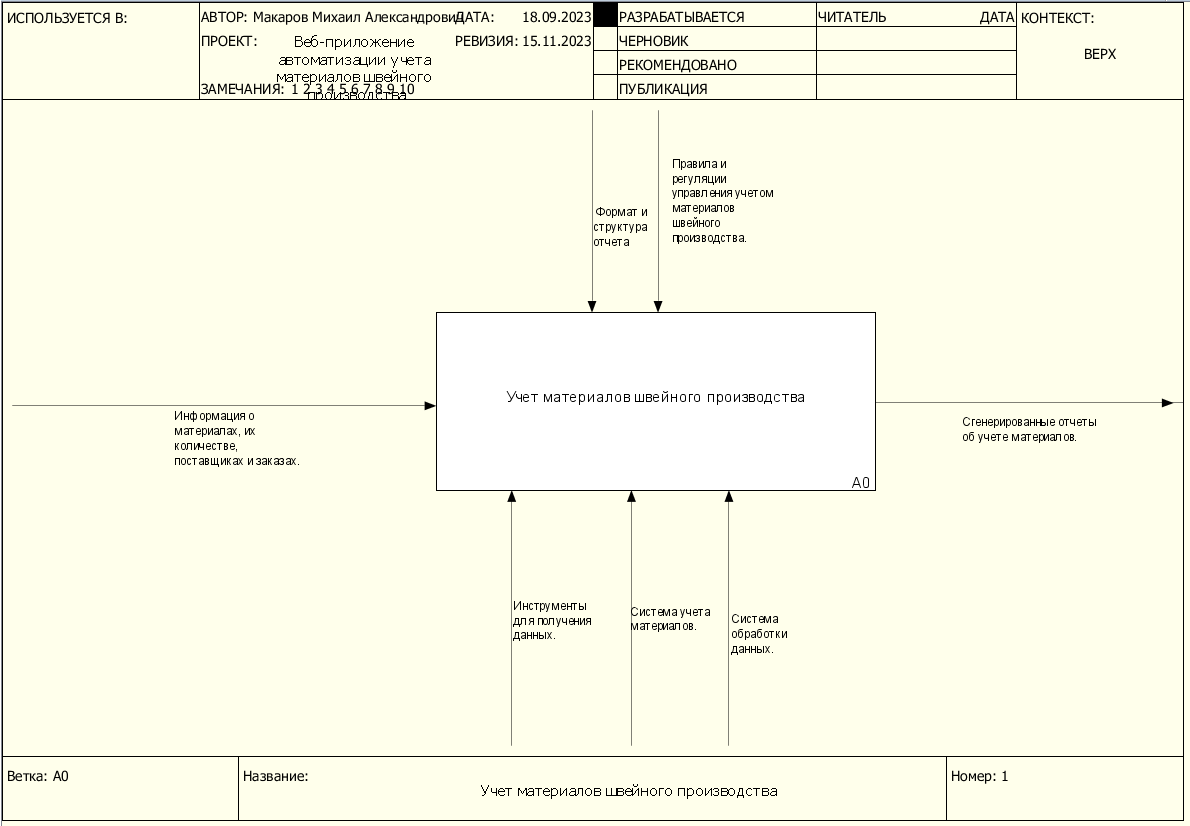 ИСПОЛЬЗУЕТСЯ В:
АВТОР: Макаров Михаил Александрович
ДАТА: 18.09.2023
РАЗРАБАТЫВАЕТСЯ
ЧИТАТЕЛЬ
ДАТА
КОНТЕКСТ:
ПРОЕКТ:
Веб-приложение
автоматизации учета
материалов швейного
производства
РЕВИЗИЯ: 15.11.2023
ЧЕРНОВИК
ВЕРХ
РЕКОМЕНДОВАНО
ЗАМЕЧАНИЯ: 1 2 3 4 5 6 7 8 9 10
ПУБЛИКАЦИЯ
Формат и
структура
отчета
Правила и
регуляции
управления учетом
материалов
швейного
производства.
Учет материалов швейного производства
A0
Информация о
материалах, их
количестве,
поставщиках и заказах.
Сгенерированные отчеты
об учете материалов.
Инструменты
для получения
данных.
Система учета
материалов.
Система
обработки
данных.
Ветка: A0
Название:
Учет материалов швейного производства
Номер: 1